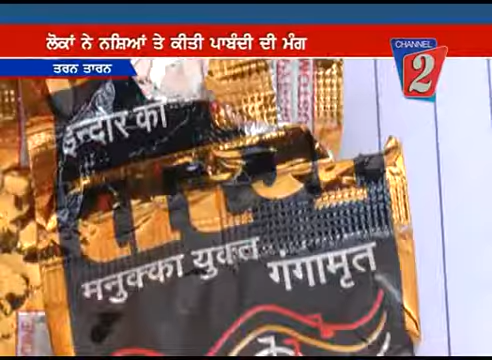 ਲੋਕਾਂ ਨੇ ਨਸ਼ਿਆਂ ਤੇ ਕੀਤੀ ਪਾਬੰਦੀ ਦੀ ਮੰਗ
CHANNEL
2
ਤਰਨ ਤਾਰਨ
इन्दौर का
मनुक्का युक्त
गंगामृत